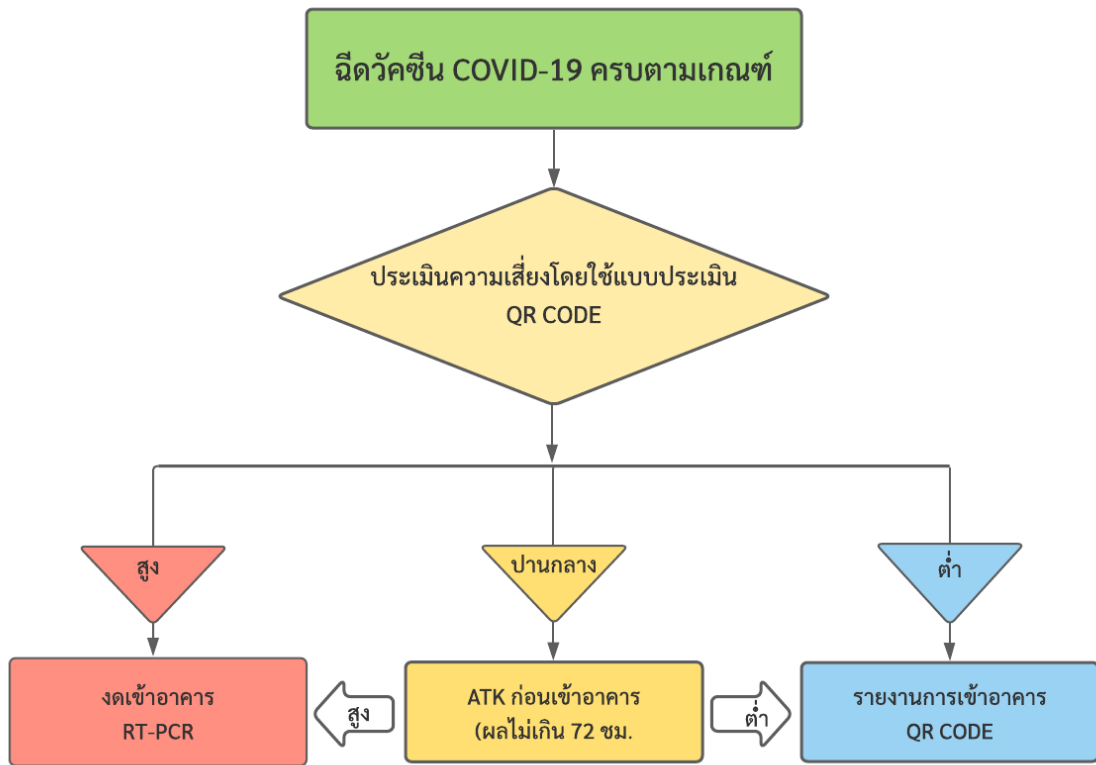 ฉีดวัคซีน COVID-19 ครบตามเกณฑ์
ประเมินความเสี่ยงโดยใช้แบบประเมิน
QR CODE
สูง
ปานกลาง
ต่ำ
งดเข้าอาคาร
RT-PCR
สูง
ATK ก่อนเข้าอาคาร
(ผลไม่เกิน 72 ชม.
ต่ำ
รายงานการเข้าอาคาร
QR CODE